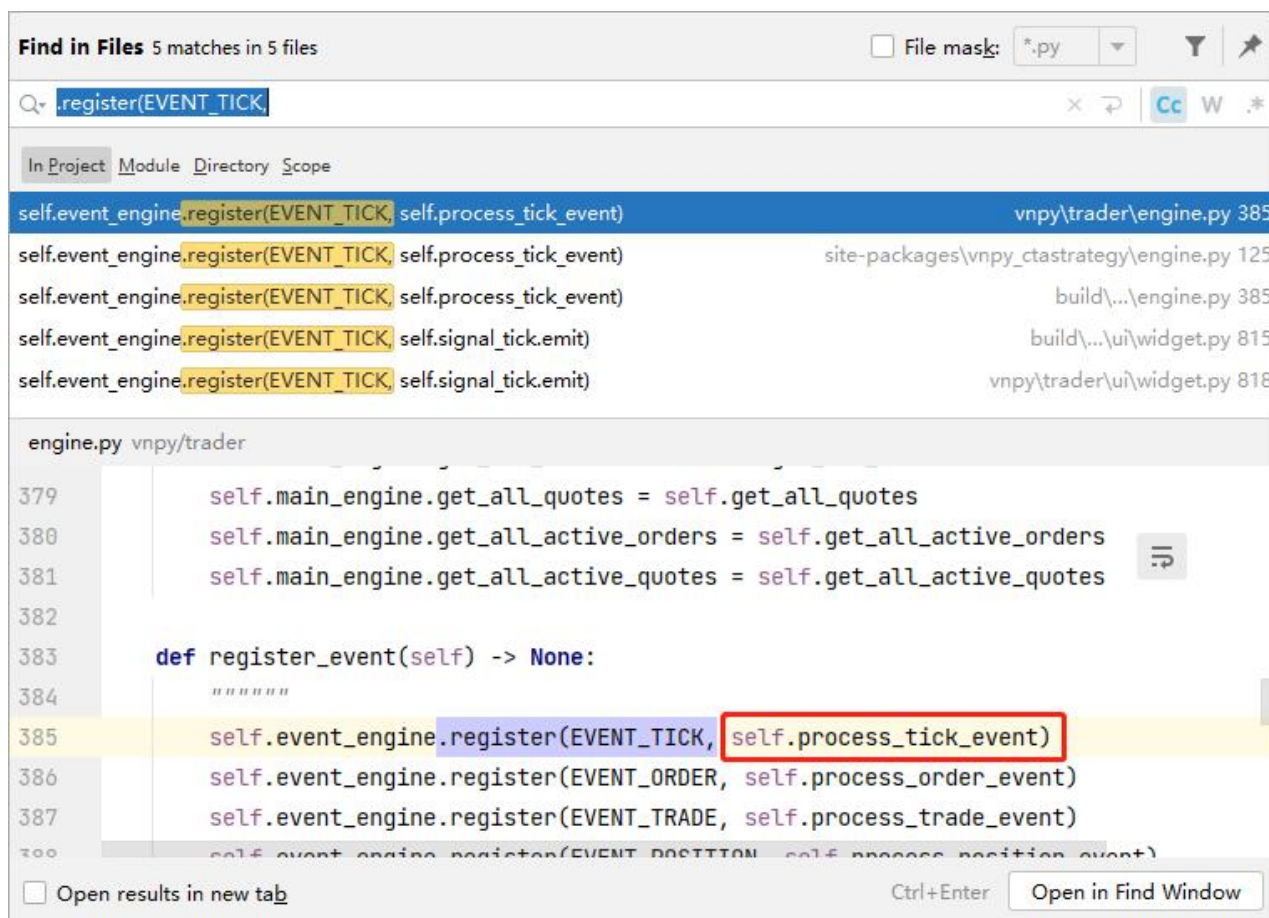 Find in Files 5 matches in 5 files File mask: *.py
.register(EVENT_TICK, Cc W .*
In Project Module Directory Scope
self.event_engine.register(EVENT_TICK, self.process_tick_event) vnpy\trader\engine.py 385
self.event_engine.register(EVENT_TICK, self.process_tick_event) site-packages\vnpy_ctastrategy\engine.py 125
self.event_engine.register(EVENT_TICK, self.process_tick_event) build\...\engine.py 385
self.event_engine.register(EVENT_TICK, self.signal_tick.emit) build\...\ui\widget.py 815
self.event_engine.register(EVENT_TICK, self.signal_tick.emit) vnpy\trader\ui\widget.py 818
engine.py vnpy/trader
379 self.main_engine.get_all_quotes = self.get_all_quotes
380 self.main_engine.get_all_active_orders = self.get_all_active_orders
381 self.main_engine.get_all_active_quotes = self.get_all_active_quotes
382
383 def register_event(self) -> None:
384 """"""
385 self.event_engine.register(EVENT_TICK, self.process_tick_event)
386 self.event_engine.register(EVENT_ORDER, self.process_order_event)
387 self.event_engine.register(EVENT_TRADE, self.process_trade_event)
388 self.event_engine.register(EVENT_POSITION, self.process_position_event)
Open results in new tab Ctrl+Enter Open in Find Window